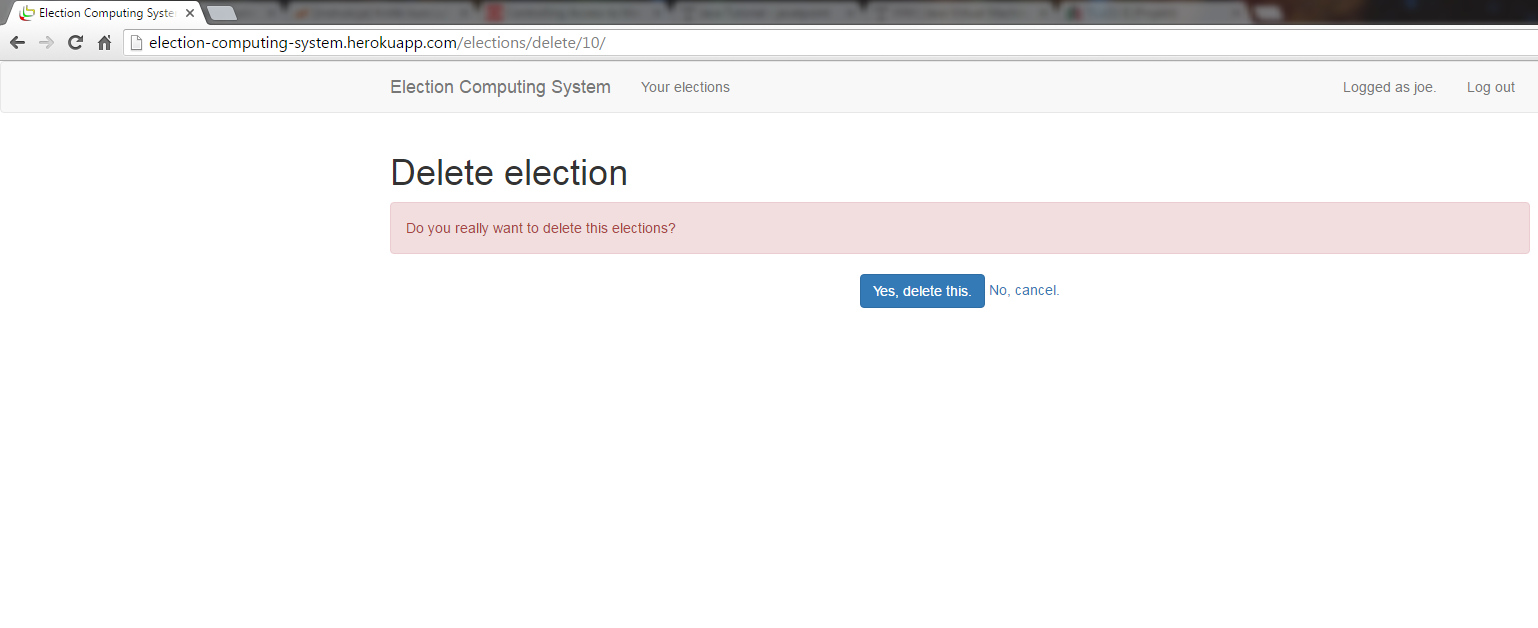 Election Computing Syste
election-computing-system.herokuapp.com/elections/delete/10/
Election Computing System Your elections Logged as joe. Log out
Delete election
Do you really want to delete this elections?
Yes, delete this. No, cancel.